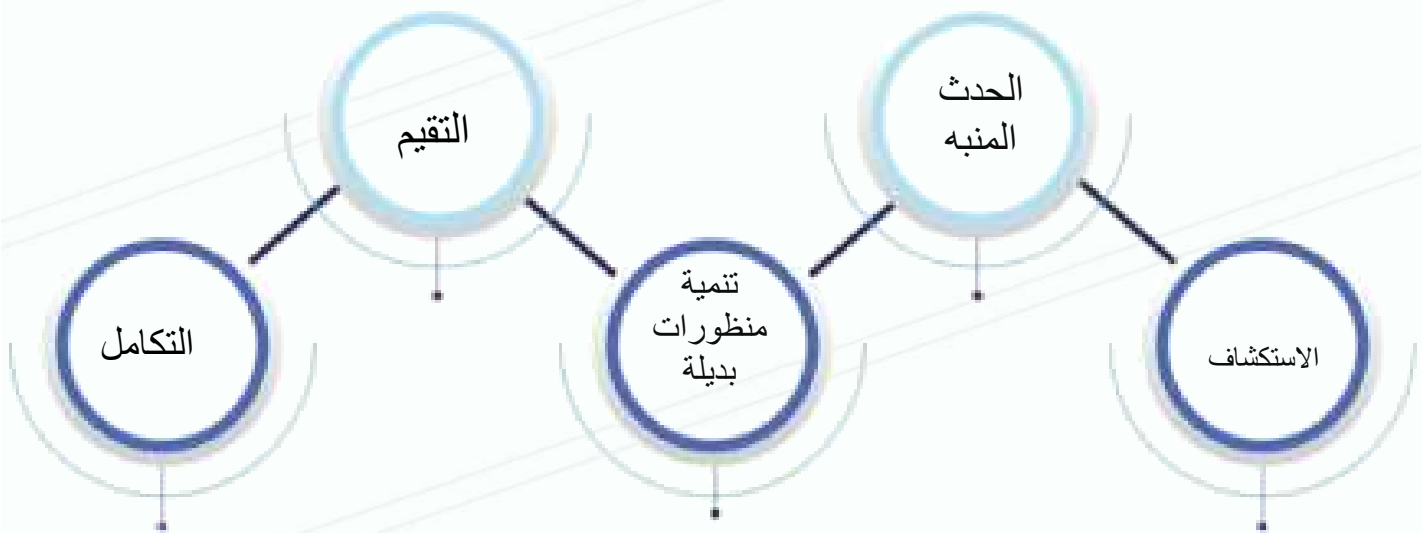 الحدث
المنبه
التقيم
الاستكشاف
تنمية
منظورات
بديلة
التكامل